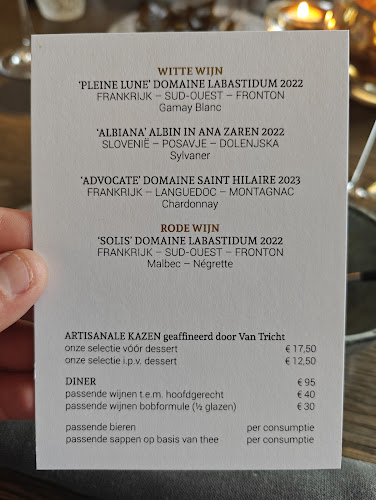 WITTE WIJN
‘PLEINE LUNE’ DOMAINE LABASTIDUM 2022
FRANKRIJK – SUD-OUEST – FRONTON
Gamay Blanc
‘ALBIANA’ ALBIN IN ANA ZAREN 2022
SLOVENIË – POSAVJE – DOLENJSKA
Sylvaner
‘ADVOCATE’ DOMAINE SAINT HILAIRE 2023
FRANKRIJK – LANGUEDOC – MONTAGNAC
Chardonnay
RODE WIJN
‘SOLIS’ DOMAINE LABASTIDUM 2022
FRANKRIJK – SUD-OUEST – FRONTON
Malbec – Négrette
ARTISANALE KAZEN geaffineerd door Van Tricht
onze selectie vóór dessert € 17,50
onze selectie i.p.v. dessert € 12,50
DINER € 95
passende wijnen t.e.m. hoofdgerecht € 40
passende wijnen bobformule (½ glazen) € 30
passende bieren per consumptie
passende sappen op basis van thee per consumptie